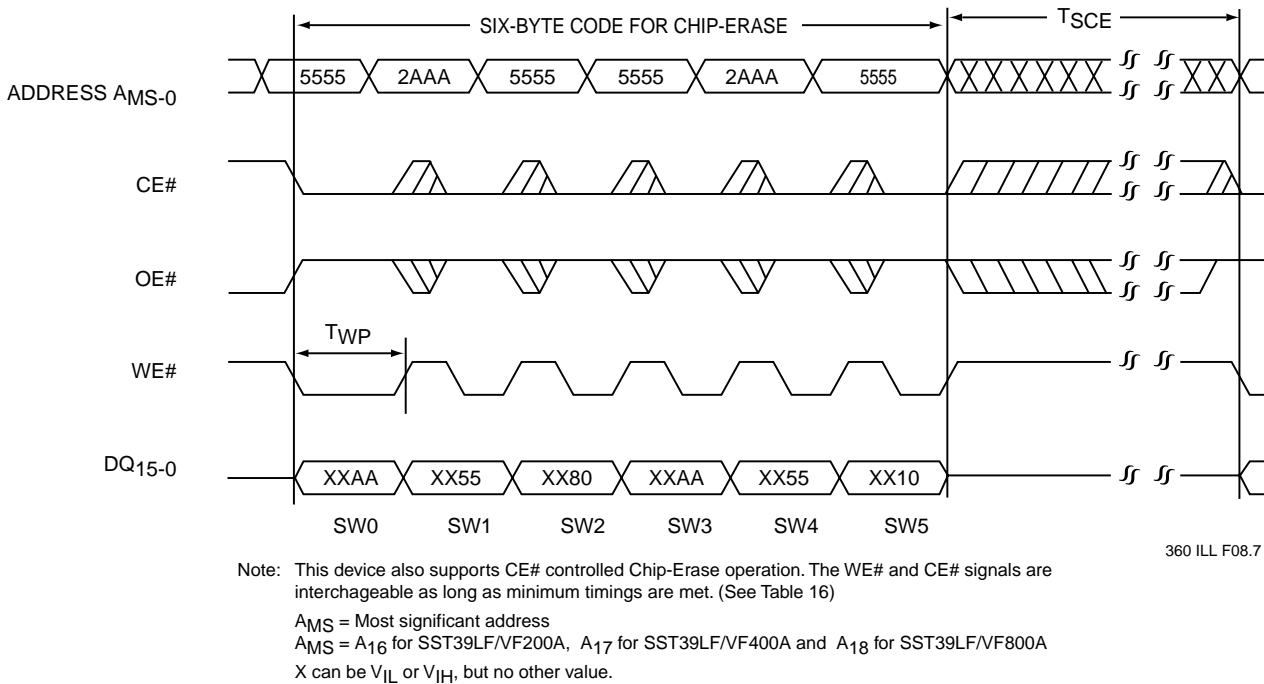 SIX-BYTE CODE FOR CHIP-ERASE TSCE
ADDRESS AMS-0 5555 2AAA 5555 5555 2AAA 5555
CE#
OE#
TWP
WE#
DQ15-0 XXAA XX55 XX80 XXAA XX55 XX10
SW0 SW1 SW2 SW3 SW4 SW5
360 ILL F08.7
Note: This device also supports CE# controlled Chip-Erase operation. The WE# and CE# signals are
interchageable as long as minimum timings are met. (See Table 16)
AMS = Most significant address
AMS = A16 for SST39LF/VF200A, A17 for SST39LF/VF400A and A18 for SST39LF/VF800A
X can be VIL or VIH, but no other value.